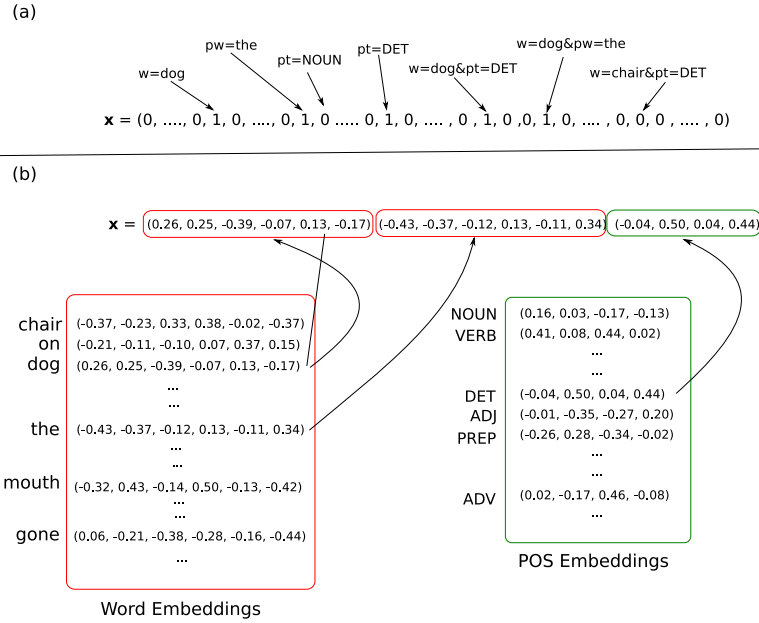 (a)
w=dog
pw=the
pt=NOUN
pt=DET
w=dog&pt=DET
w=dog&pw=the
w=chair&pt=DET
x = (0, ...., 0, 1, 0, ...., 0, 1, 0 ..... 0, 1, 0, .... , 0 , 1, 0 ,0, 1, 0, .... , 0, 0, 0 , .... , 0)
(b)
x = (0.26, 0.25, -0.39, -0.07, 0.13, -0.17) (-0.43, -0.37, -0.12, 0.13, -0.11, 0.34) (-0.04, 0.50, 0.04, 0.44)
chair (-0.37, -0.23, 0.33, 0.38, -0.02, -0.37)
on (-0.21, -0.11, -0.10, 0.07, 0.37, 0.15)
dog (0.26, 0.25, -0.39, -0.07, 0.13, -0.17)
...
...
the (-0.43, -0.37, -0.12, 0.13, -0.11, 0.34)
...
...
mouth (-0.32, 0.43, -0.14, 0.50, -0.13, -0.42)
...
...
gone (0.06, -0.21, -0.38, -0.28, -0.16, -0.44)
...
Word Embeddings
NOUN (0.16, 0.03, -0.17, -0.13)
VERB (0.41, 0.08, 0.44, 0.02)
...
...
DET (-0.04, 0.50, 0.04, 0.44)
ADJ (-0.01, -0.35, -0.27, 0.20)
PREP (-0.26, 0.28, -0.34, -0.02)
...
...
ADV (0.02, -0.17, 0.46, -0.08)
...
POS Embeddings